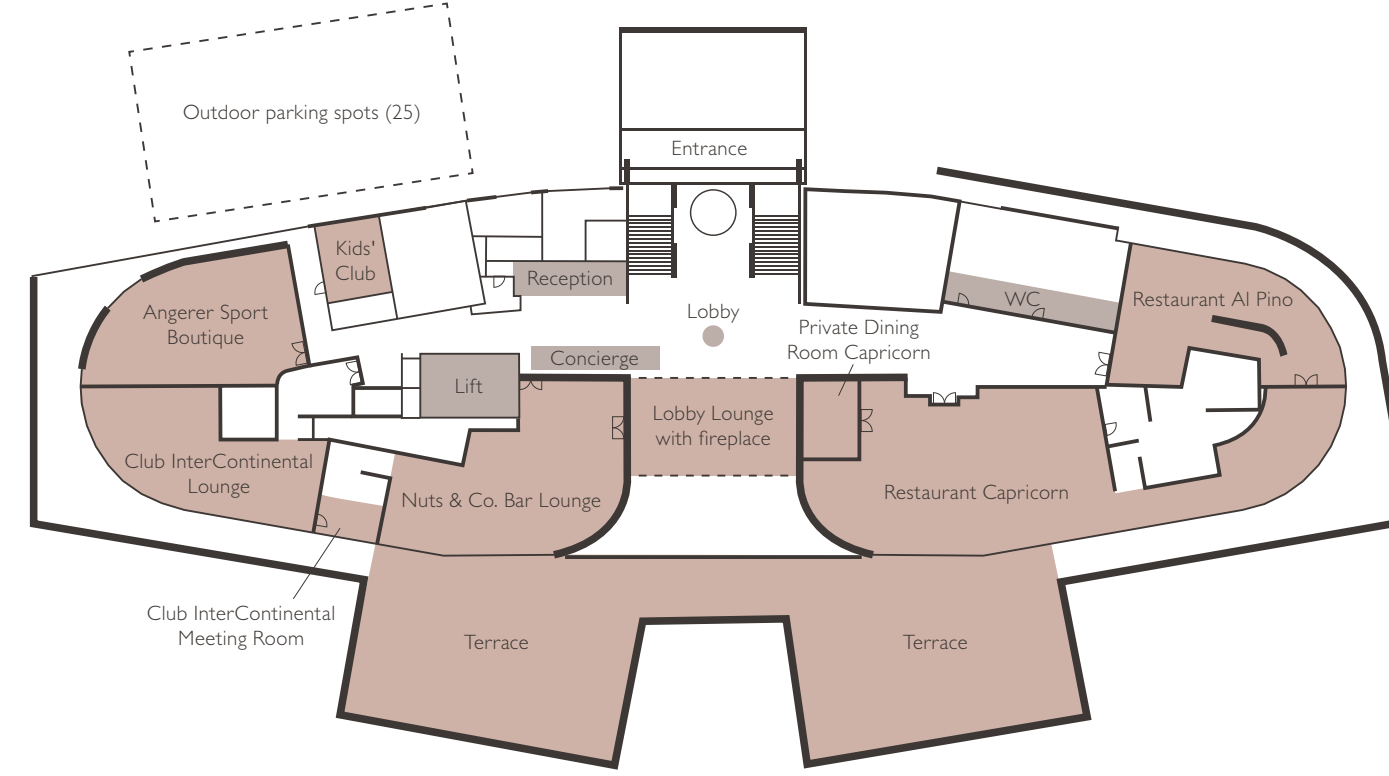 Outdoor parking spots (25)
Entrance
Kids'
Club
Reception
WC
Restaurant Al Pino
Angerer Sport
Boutique
Lobby
Private Dining
Room Capricorn
Concierge
Lift
Lobby Lounge
with fireplace
Club InterContinental
Lounge
Nuts & Co. Bar Lounge
Restaurant Capricorn
Club InterContinental
Meeting Room
Terrace
Terrace